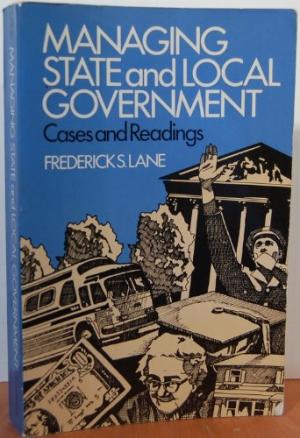 MANAGING
STATE and LOCAL
GOVERNMENT
Cases and Readings
FREDERICK S. LANE
MANAGING STATE and LOCAL GOVERNMENT